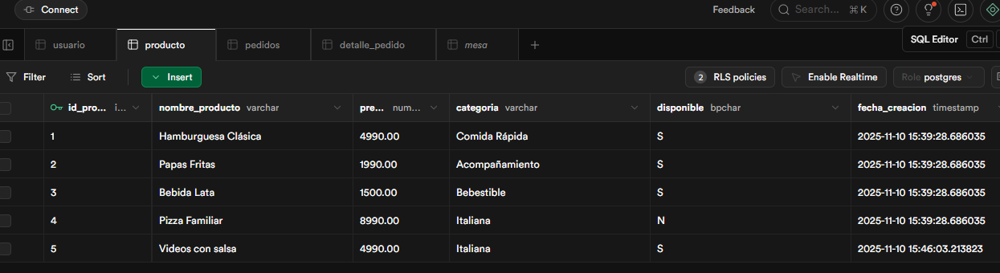 Connect Feedback Search... ⌘ K
usuario producto pedidos detalle_pedido mesa + SQL Editor Ctrl
Filter Sort Insert 2 RLS policies Enable Realtime Role postgres
id_pro... i... nombre_producto varchar pre... num... categoria varchar disponible bpchar fecha_creacion timestamp
1 Hamburguesa Clásica 4990.00 Comida Rápida S 2025-11-10 15:39:28.686035
2 Papas Fritas 1990.00 Acompañamiento S 2025-11-10 15:39:28.686035
3 Bebida Lata 1500.00 Bebestible S 2025-11-10 15:39:28.686035
4 Pizza Familiar 8990.00 Italiana N 2025-11-10 15:39:28.686035
5 Videos con salsa 4990.00 Italiana S 2025-11-10 15:46:03.213823